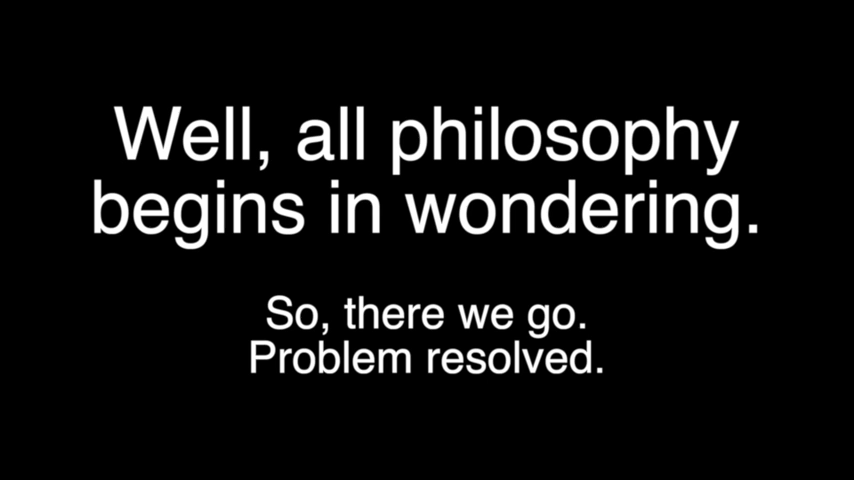 Well, all philosophy
begins in wondering.
So, there we go.
Problem resolved.